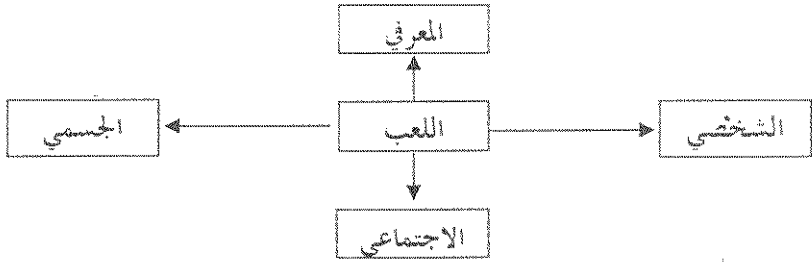 المعرفي
الشخصي
اللعب
الجسمي
الاجتماعي